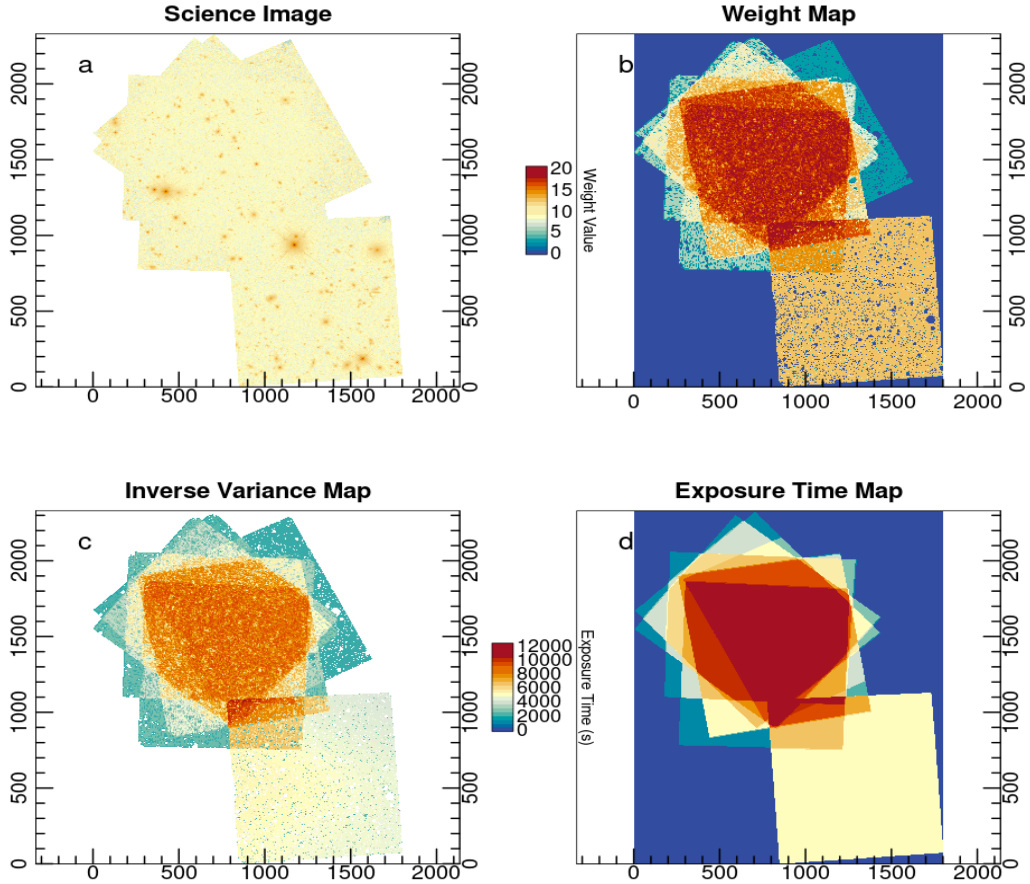 Science Image
a
2000
1500
1000
500
0
0 500 1000 1500 2000
Weight Map
b
20
15
10
5
0
Weight Value
2000
1500
1000
500
0
0 500 1000 1500 2000
Inverse Variance Map
c
2000
1500
1000
500
0
0 500 1000 1500 2000
Exposure Time Map
d
12000
10000
8000
6000
4000
2000
0
Exposure Time (s)
2000
1500
1000
500
0
0 500 1000 1500 2000